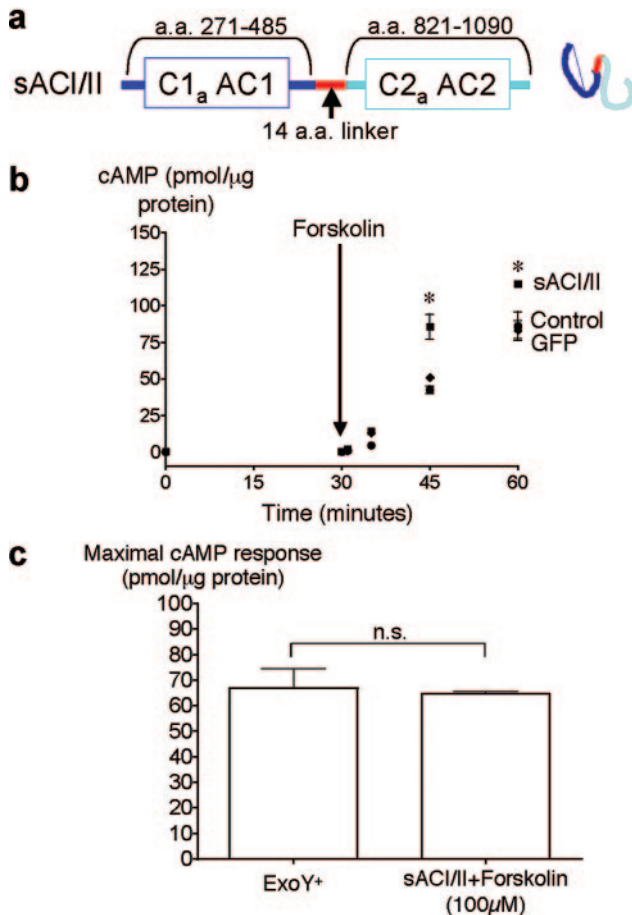 a
a.a. 271-485 a.a. 821-1090
sACI/II C1a AC1 C2a AC2
14 a.a. linker
b
cAMP (pmol/µg
protein)
Forskolin
150
125
100
75
50
25
0
*
*
sACI/II
Control
GFP
0 15 30 45 60
Time (minutes)
c
Maximal cAMP response
(pmol/µg protein)
100
90
80
70
60
50
40
30
20
10
0
n.s.
ExoY+ sACI/II+Forskolin
(100µM)